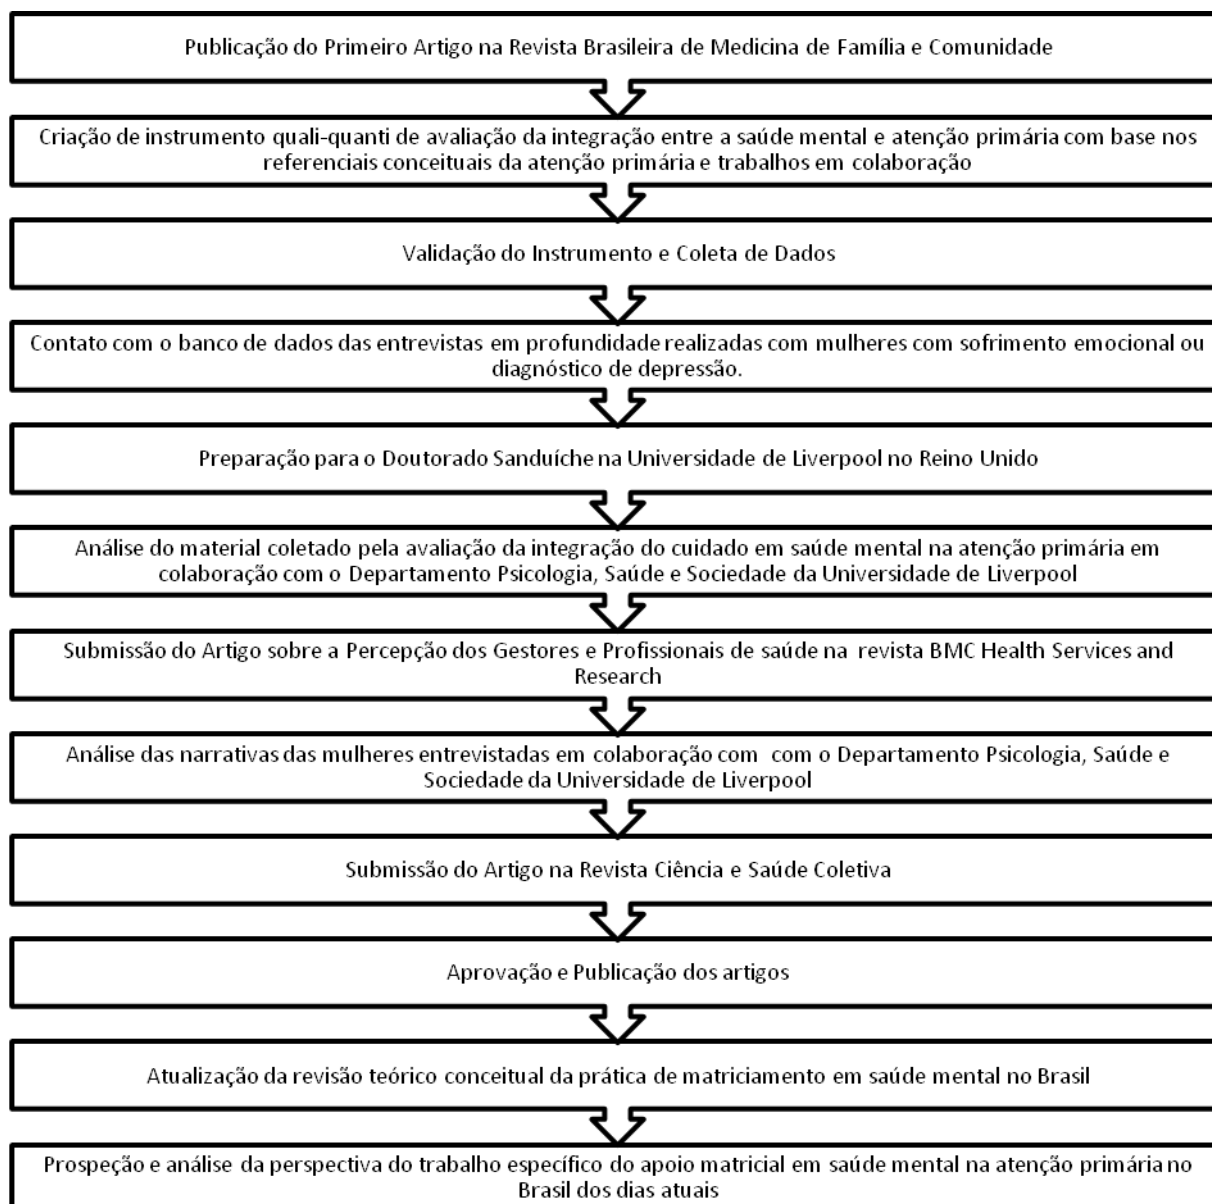 Publicação do Primeiro Artigo na Revista Brasileira de Medicina de Família e Comunidade
Criação de instrumento quali-quanti de avaliação da integração entre a saúde mental e atenção primária com base nos
referenciais conceituais da atenção primária e trabalhos em colaboração
Validação do Instrumento e Coleta de Dados
Contato com o banco de dados das entrevistas em profundidade realizadas com mulheres com sofrimento emocional ou
diagnóstico de depressão.
Preparação para o Doutorado Sanduíche na Universidade de Liverpool no Reino Unido
Análise do material coletado pela avaliação da integração do cuidado em saúde mental na atenção primária em
colaboração com o Departamento Psicologia, Saúde e Sociedade da Universidade de Liverpool
Submissão do Artigo sobre a Percepção dos Gestores e Profissionais de saúde na revista BMC Health Services and
Research
Análise das narrativas das mulheres entrevistadas em colaboração com com o Departamento Psicologia, Saúde e
Sociedade da Universidade de Liverpool
Submissão do Artigo na Revista Ciência e Saúde Coletiva
Aprovação e Publicação dos artigos
Atualização da revisão teórico conceitual da prática de matriciamento em saúde mental no Brasil
Prospeção e análise da perspectiva do trabalho específico do apoio matricial em saúde mental na atenção primária no
Brasil dos dias atuais